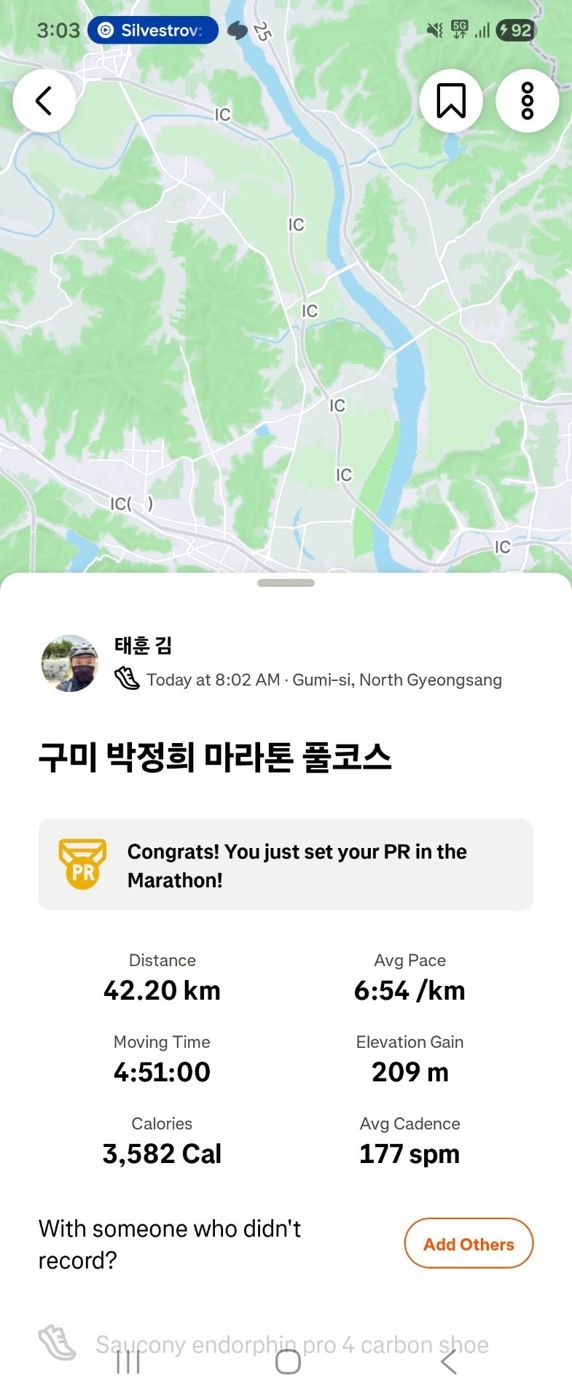 3:03 Silvestrov: 25 5G 92
IC
IC
IC
IC
IC
IC( )
IC
태훈 김
Today at 8:02 AM · Gumi-si, North Gyeongsang
구미 박정희 마라톤 풀코스
PR
Congrats! You just set your PR in the
Marathon!
Distance
42.20 km
Avg Pace
6:54 /km
Moving Time
4:51:00
Elevation Gain
209 m
Calories
3,582 Cal
Avg Cadence
177 spm
With someone who didn't
record?
Add Others
Saucony endorphin pro 4 carbon shoe